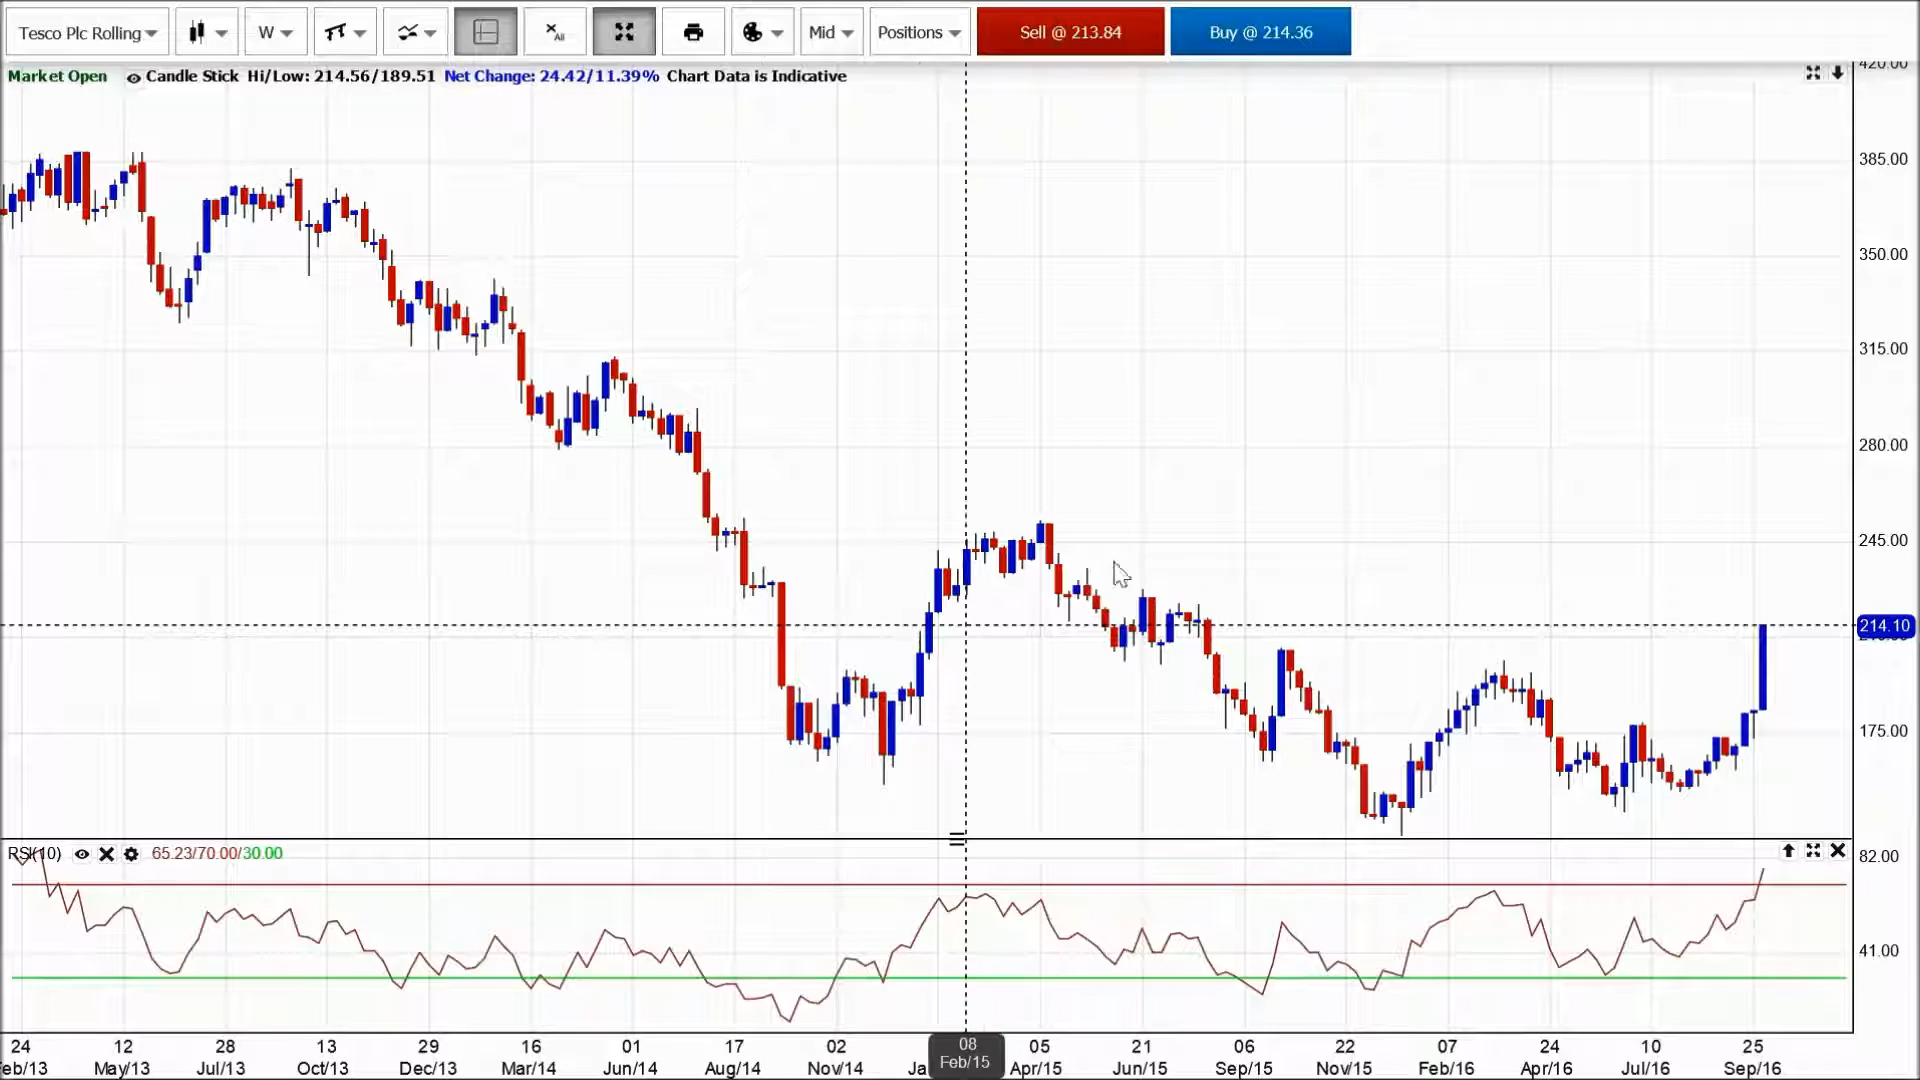 Tesco Plc Rolling W Mid Positions Sell @ 213.84 Buy @ 214.36
All
Market Open Candle Stick Hi/Low: 214.56/189.51 Net Change: 24.42/11.39% Chart Data is Indicative
420.00
385.00
350.00
315.00
280.00
245.00
214.10
175.00
RSI(10) 65.23/70.00/30.00
82.00
41.00
24 12 28 13 29 16 01 17 02 08 05 21 06 22 07 24 10 25
eb/13 May/13 Jul/13 Oct/13 Dec/13 Mar/14 Jun/14 Aug/14 Nov/14 Ja Feb/15 Apr/15 Jun/15 Sep/15 Nov/15 Feb/16 Apr/16 Jul/16 Sep/16